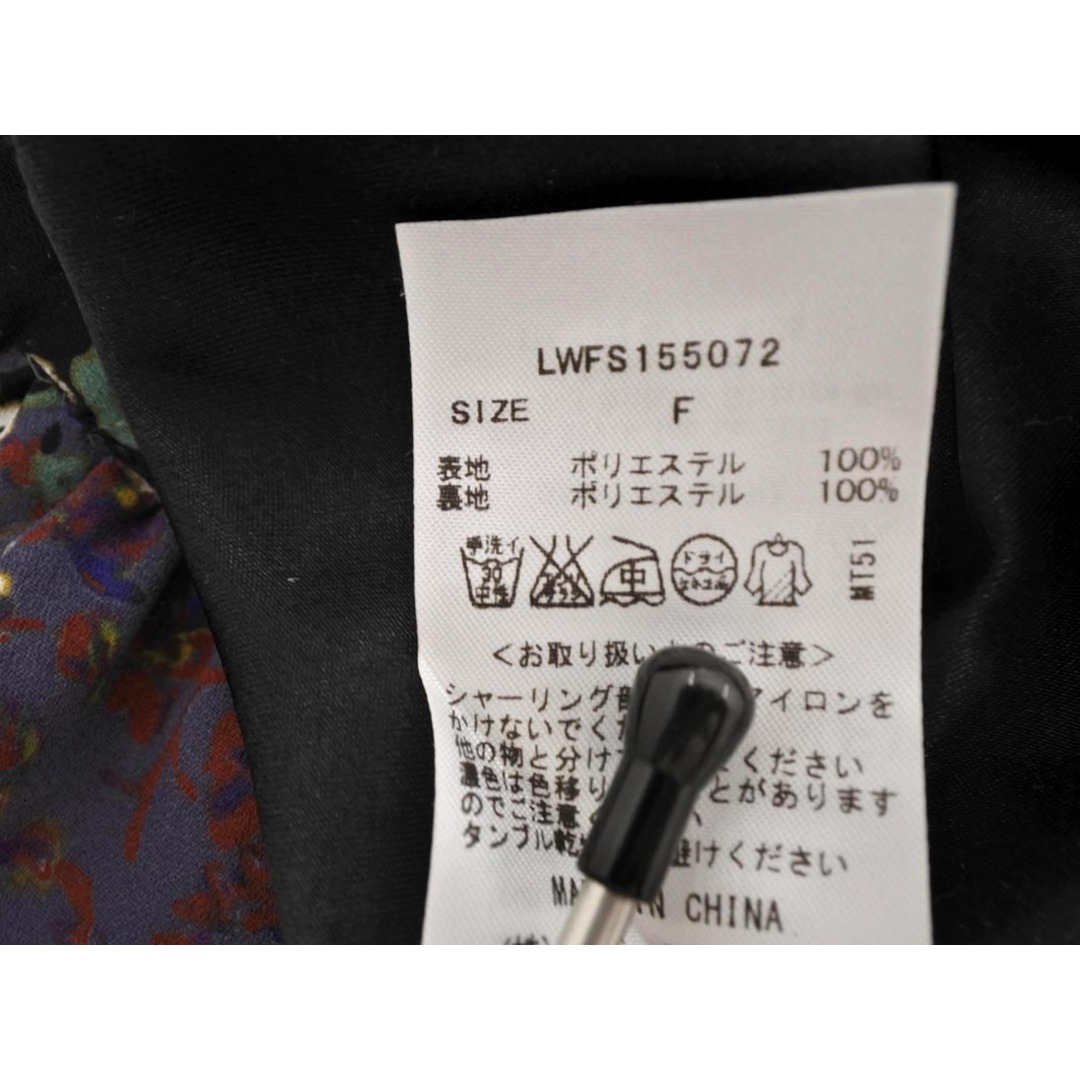 LWFS155072
SIZE F
表地 ポリエステル 100%
裏地 ポリエステル 100%
手洗イ 30 中性 中 ドライ
MT51
<お取り扱い ご注意>
シャーリング アイロンを
かけないでく
他の物と分け ください
濃色は色移り とがあります
のでご注意
タンブル乾 避けください
IN CHINA